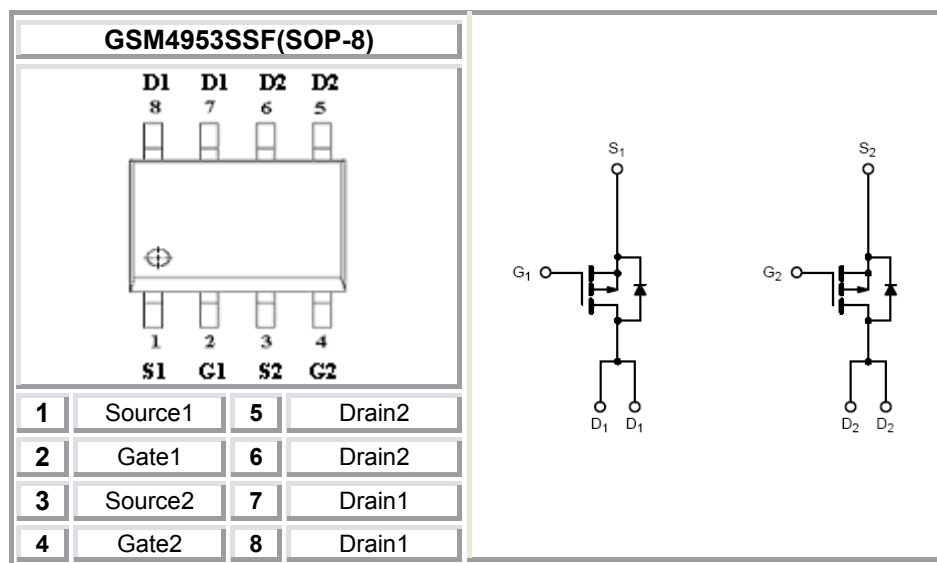 GSM4953SSF(SOP-8)
D1 D1 D2 D2
8 7 6 5
1 2 3 4
S1 G1 S2 G2
1 Source1 5 Drain2
2 Gate1 6 Drain2
3 Source2 7 Drain1
4 Gate2 8 Drain1
S1 S2
G1 G2
D1 D1 D2 D2